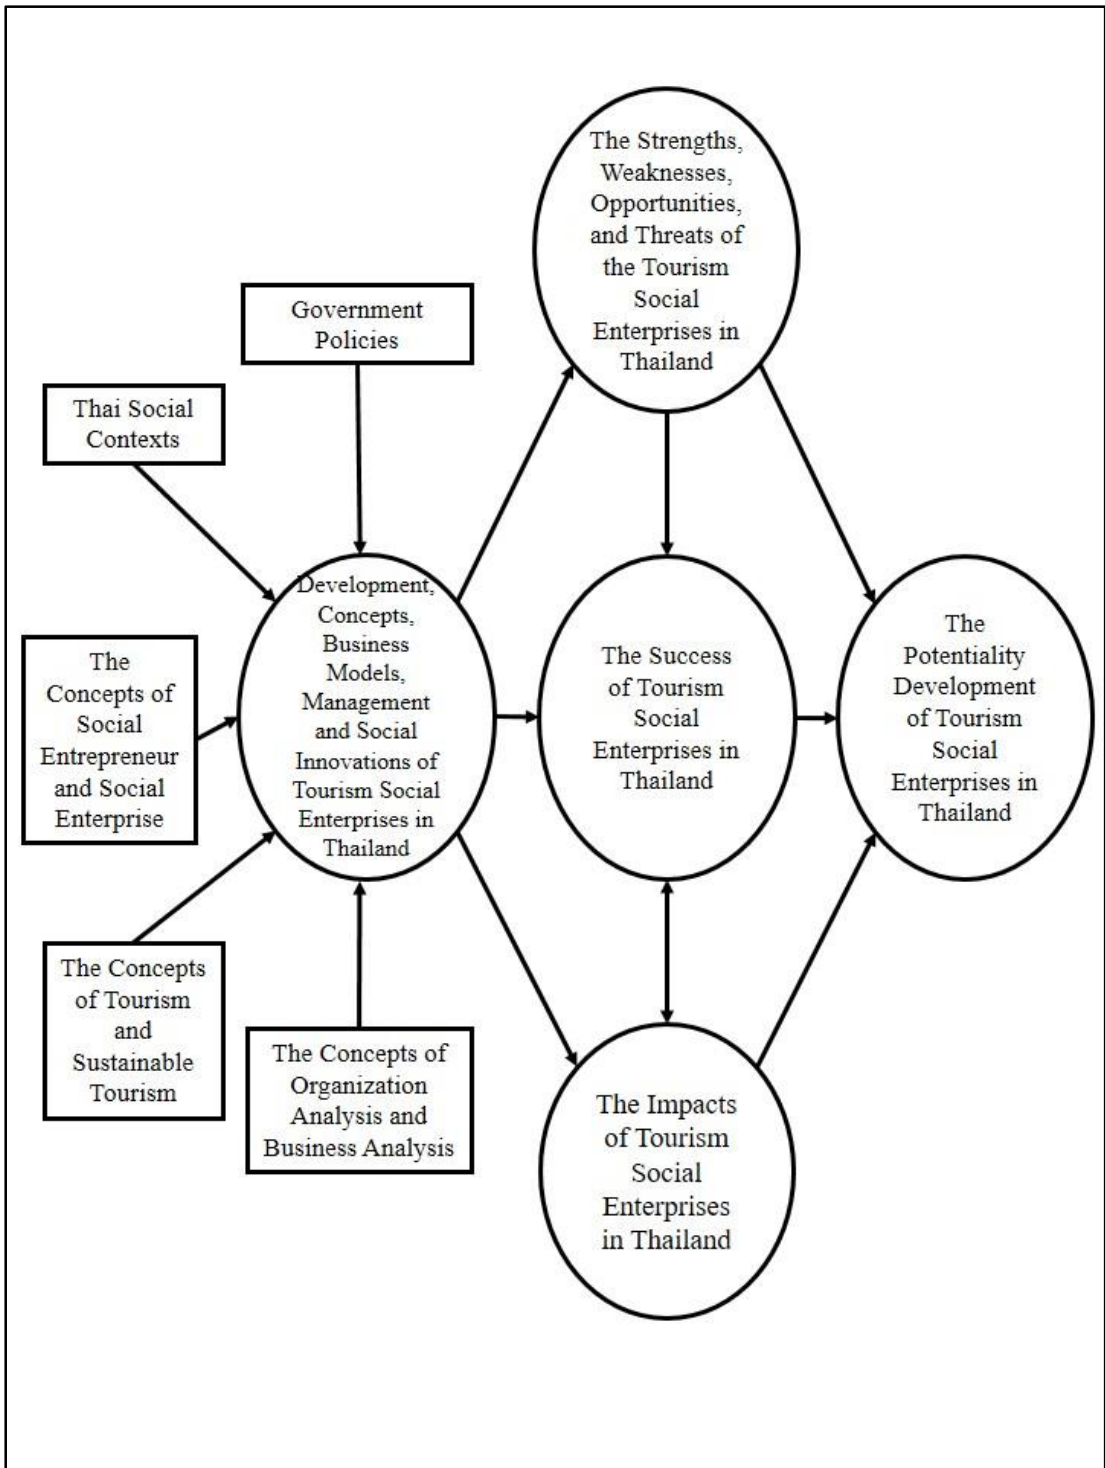 The Strengths,
Weaknesses,
Opportunities,
and Threats of
the Tourism
Social
Enterprises in
Thailand
Government
Policies
Thai Social
Contexts
The
Concepts of
Social
Entrepreneur
and Social
Enterprise
Development,
Concepts,
Business
Models,
Management
and Social
Innovations of
Tourism Social
Enterprises in
Thailand
The Success
of Tourism
Social
Enterprises in
Thailand
The
Potentiality
Development
of Tourism
Social
Enterprises in
Thailand
The Concepts
of Tourism
and
Sustainable
Tourism
The Concepts of
Organization
Analysis and
Business Analysis
The Impacts
of Tourism
Social
Enterprises
in Thailand